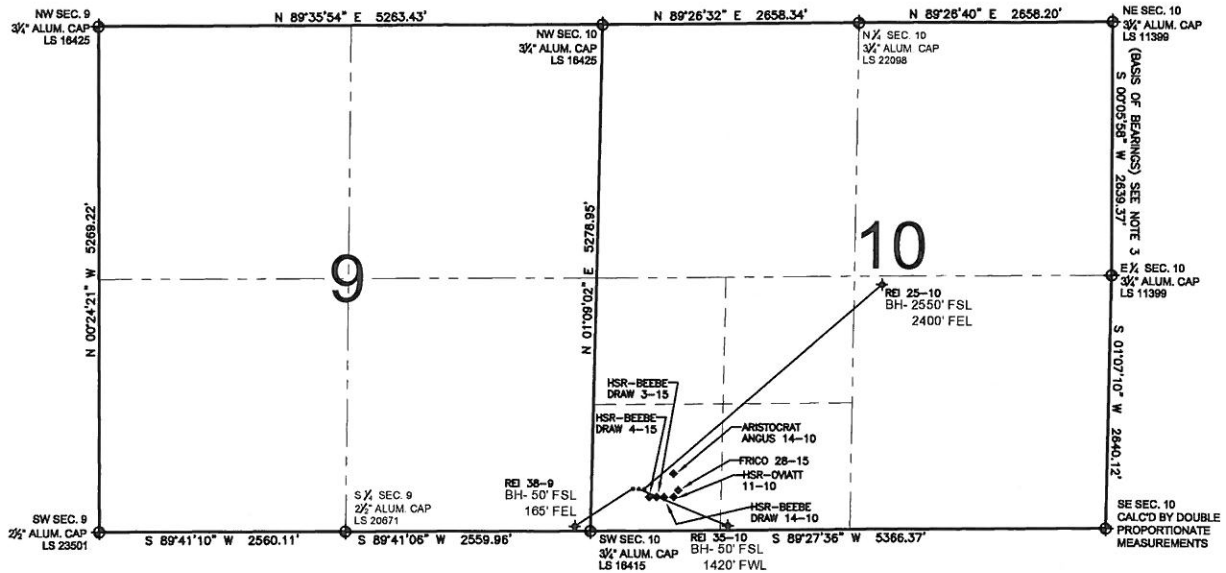 NW SEC. 9
3¼" ALUM. CAP
LS 16425
N 89°35'54" E 5263.43'
NW SEC. 10
3¼" ALUM. CAP
LS 16425
N 89°26'32" E 2658.34'
N ¼ SEC. 10
3¼" ALUM CAP
LS 22098
N 89°26'40" E 2658.20'
NE SEC. 10
3¼" ALUM. CAP
LS 11399
(BASIS OF BEARINGS) SEE NOTE 3
S 00°05'58" W 2639.37'
N 00°24'21" W 5269.22'
9
N 01°09'02" E 5278.95'
10
E ¼ SEC. 10
3¼" ALUM. CAP
LS 11399
REI 25-10
BH- 2550' FSL
2400' FEL
S 01°07'10" W 2640.12'
HSR-BEEBE
DRAW 3-15
HSR-BEEBE
DRAW 4-15
ARISTOCRAT
ANGUS 14-10
FRICO 28-15
HSR-OVIATT
11-10
HSR-BEEBE
DRAW 14-10
REI 38-9
BH- 50' FSL
165' FEL
S ¼ SEC. 9
2½" ALUM. CAP
LS 20671
SW SEC. 9
2½" ALUM. CAP
LS 23501
S 89°41'10" W 2560.11'
S 89°41'06" W 2559.96'
SW SEC. 10
3¼" ALUM. CAP
LS 16415
REI 35-10
BH- 50' FSL
1420' FWL
S 89°27'36" W 5366.37'
SE SEC. 10
CALC'D BY DOUBLE
PROPORTIONATE
MEASUREMENTS